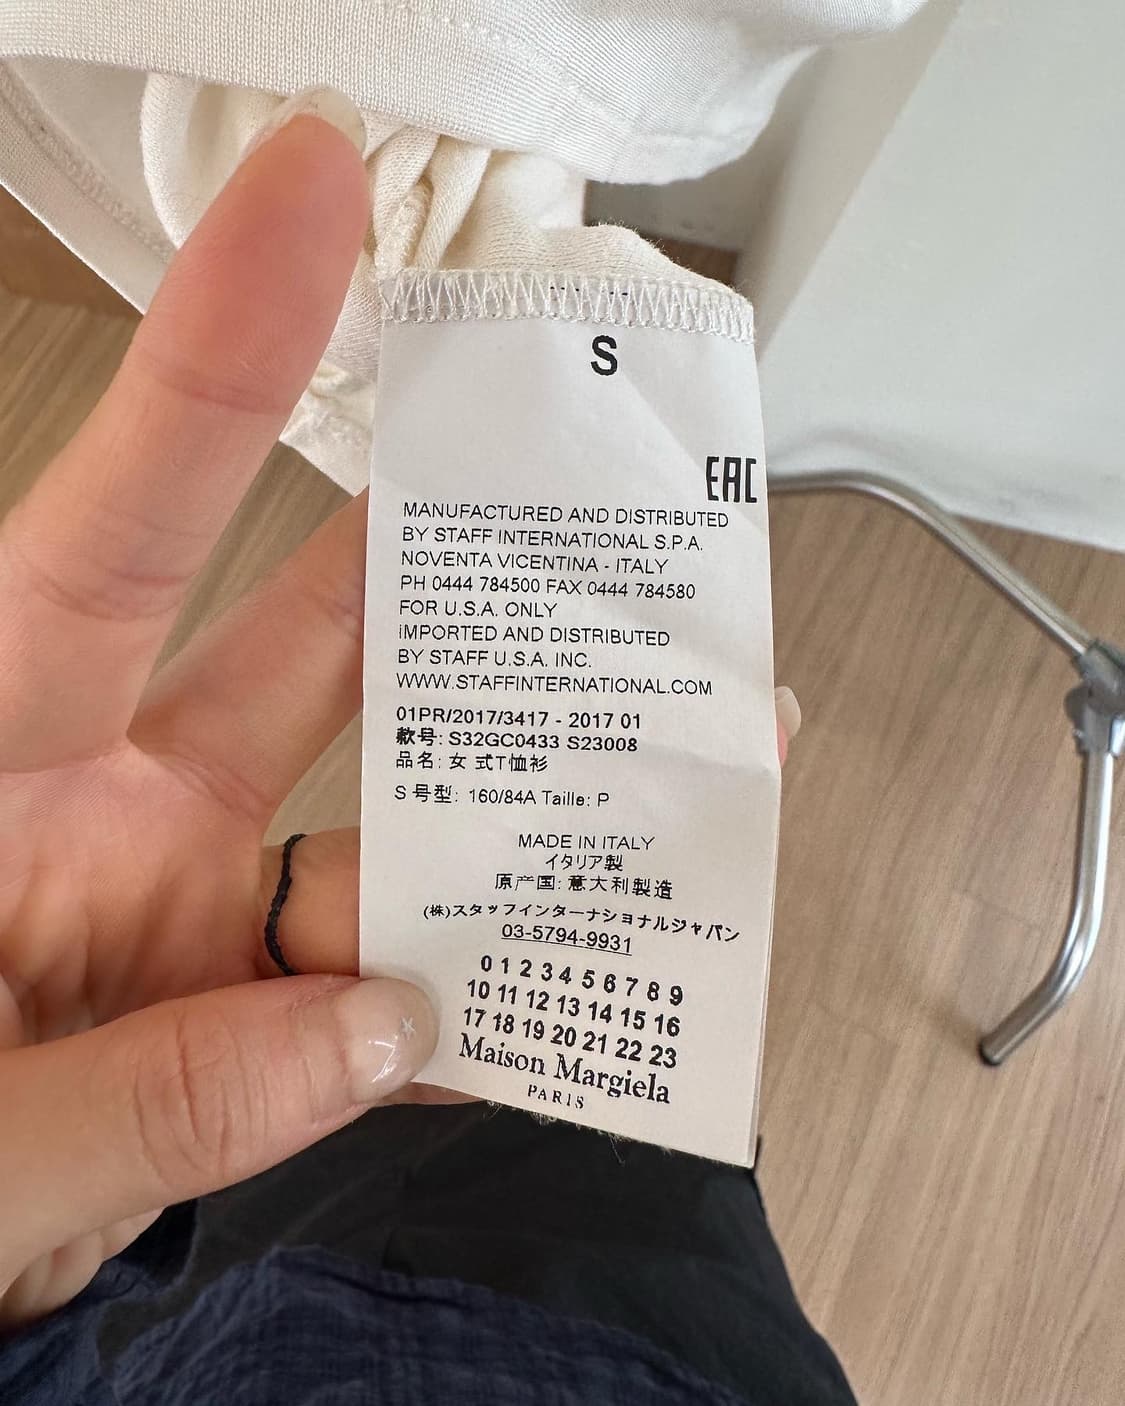 S
EAC
MANUFACTURED AND DISTRIBUTED
BY STAFF INTERNATIONAL S.P.A.
NOVENTA VICENTINA - ITALY
PH 0444 784500 FAX 0444 784580
FOR U.S.A. ONLY
iMPORTED AND DISTRIBUTED
BY STAFF U.S.A. INC.
WWW.STAFFINTERNATIONAL.COM
01PR/2017/3417 - 2017 01
款号: S32GC0433 S23008
品名: 女 式T恤衫
S 号型: 160/84A Taille: P
MADE IN ITALY
イタリア製
原产国: 意大利製造
(株)スタッフインターナショナルジャパン
03-5794-9931
0 1 2 3 4 5 6 7 8 9
10 11 12 13 14 15 16
17 18 19 20 21 22 23
Maison Margiela
PARIS